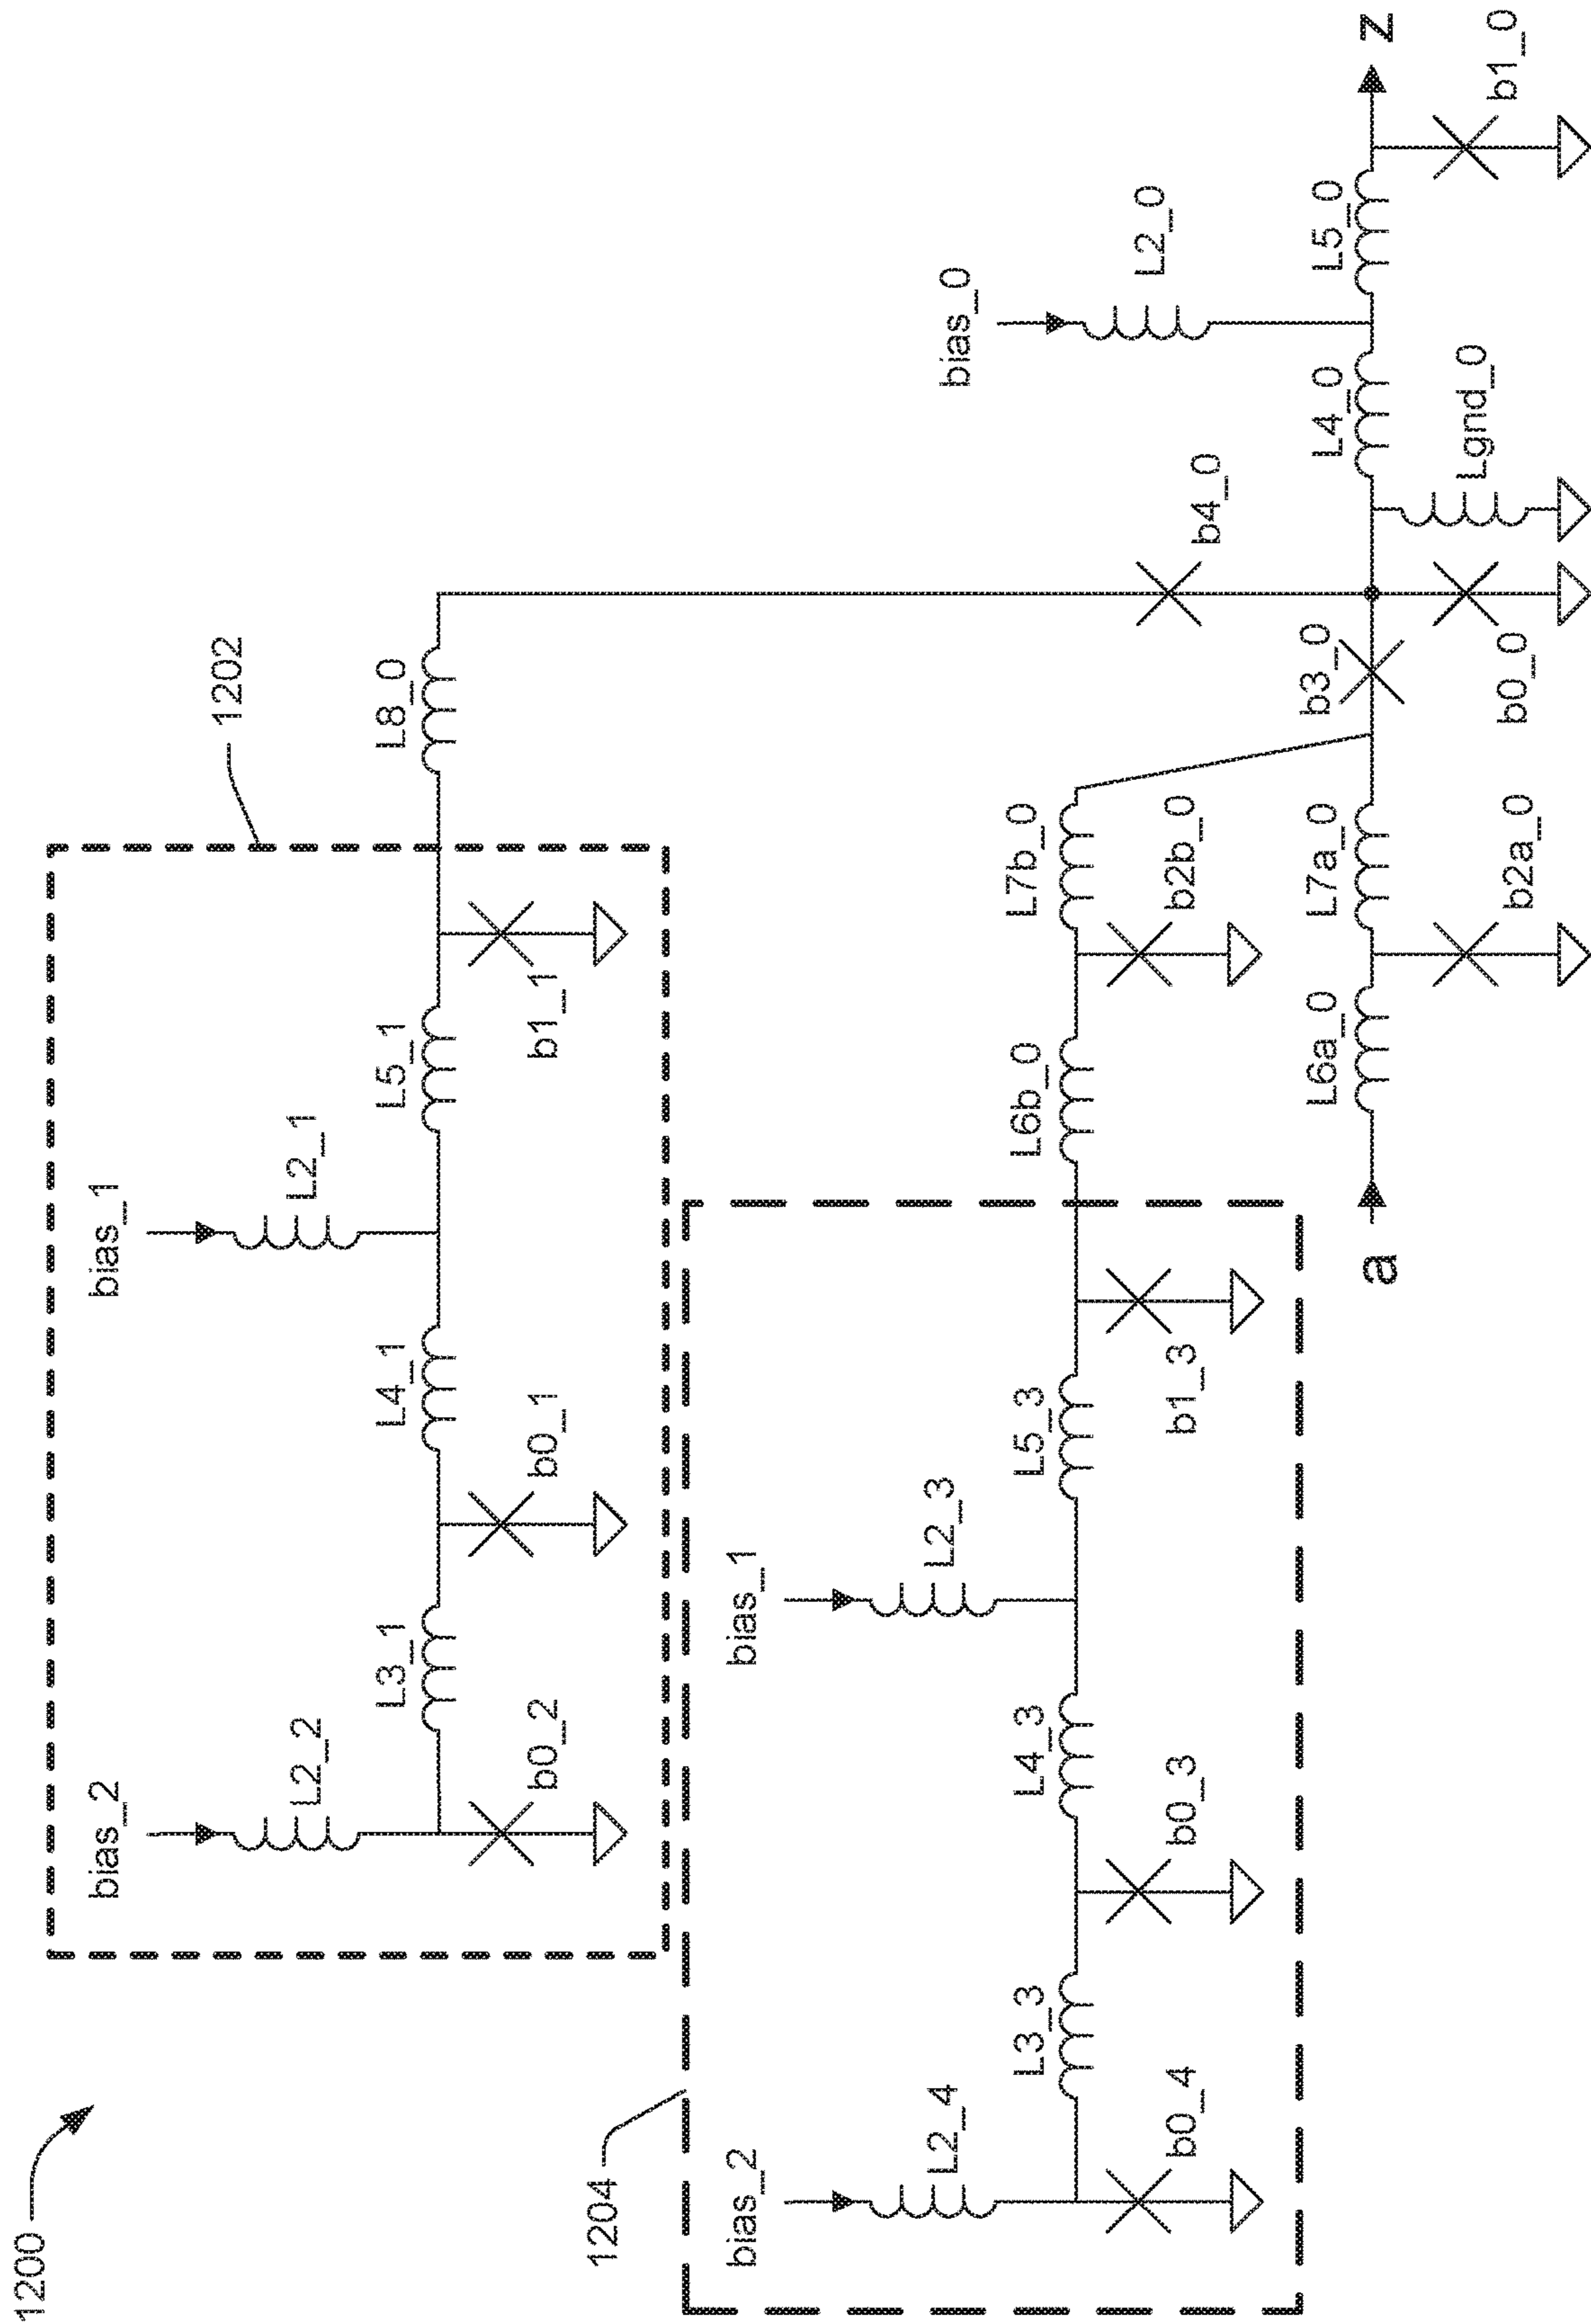 1200
1202
bias_2
L2_2
b0_2
L3_1
b0_1
L4_1
bias_1
L2_1
L5_1
b1_1
L8_0
1204
bias_2
L2_4
b0_4
L3_3
b0_3
L4_3
bias_1
L2_3
L5_3
b1_3
L6b_0
b2b_0
L7b_0
a
L6a_0
b2a_0
L7a_0
b3_0
b0_0
b4_0
Lgnd_0
L4_0
bias_0
L2_0
L5_0
b1_0
z